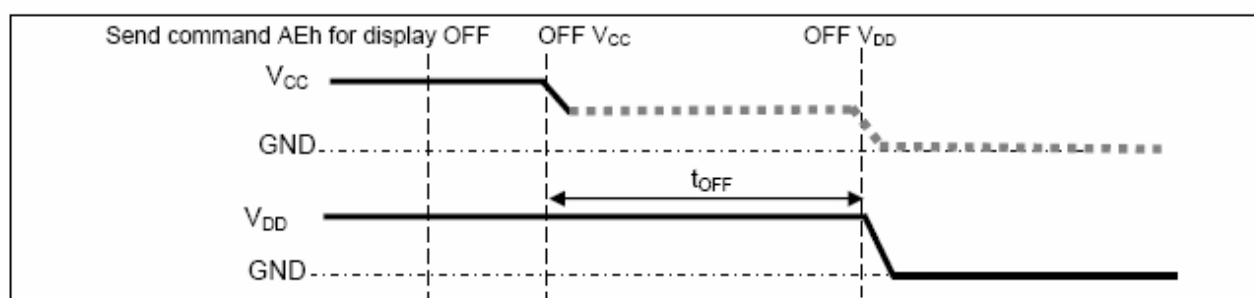 Send command AEh for display OFF OFF VCC OFF VDD
VCC
GND
tOFF
VDD
GND